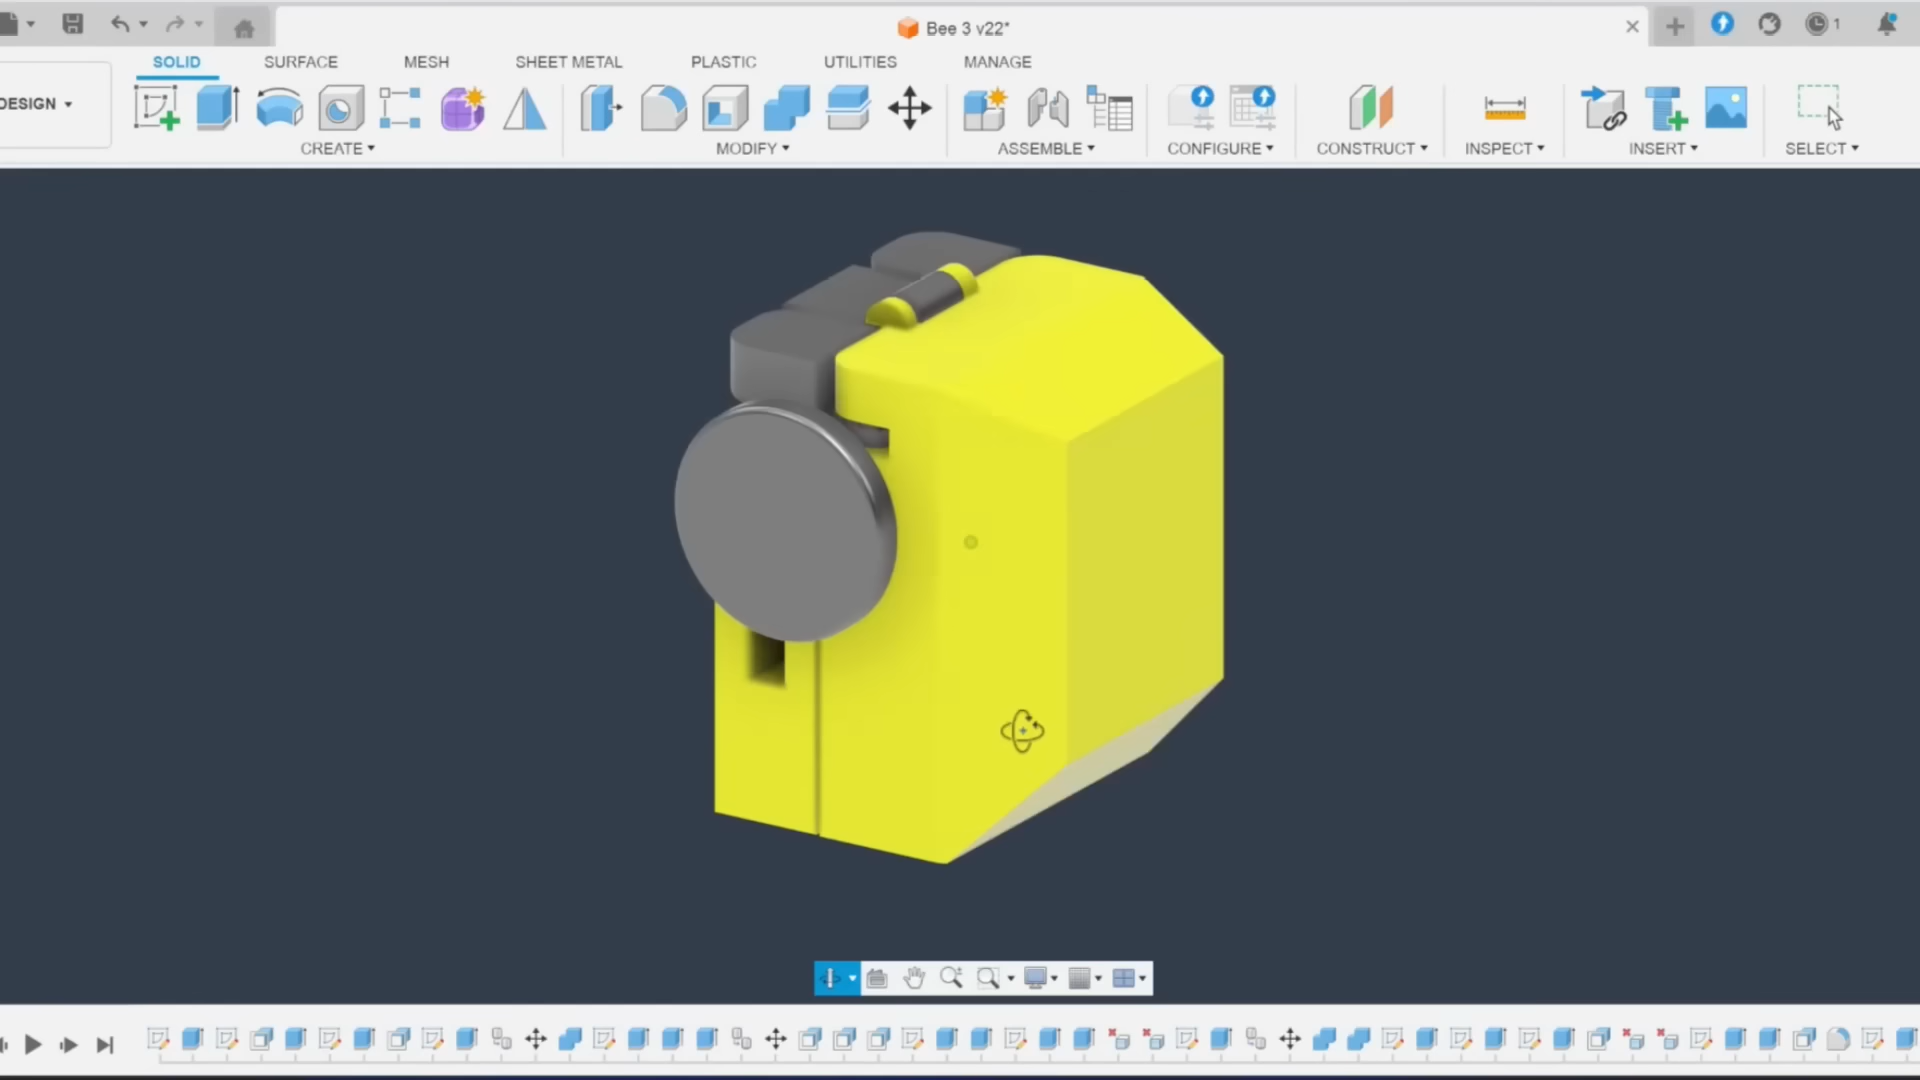 Bee 3 v22*
1
SOLID SURFACE MESH SHEET METAL PLASTIC UTILITIES MANAGE
DESIGN
CREATE MODIFY ASSEMBLE CONFIGURE CONSTRUCT INSPECT INSERT SELECT